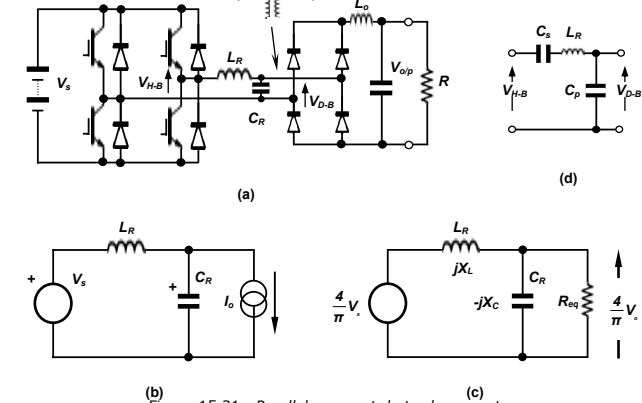 L_o
C_s L_R
V_s
V_H-B
L_R
V_o/p
R
V_H-B
C_p
V_D-B
C_R
V_D-B
(a)
(d)
L_R
L_R
+
V_s
+
C_R
I_o
4/π V_s
jX_L
-jX_C
C_R
R_eq
4/π V_o
(b)
(c)